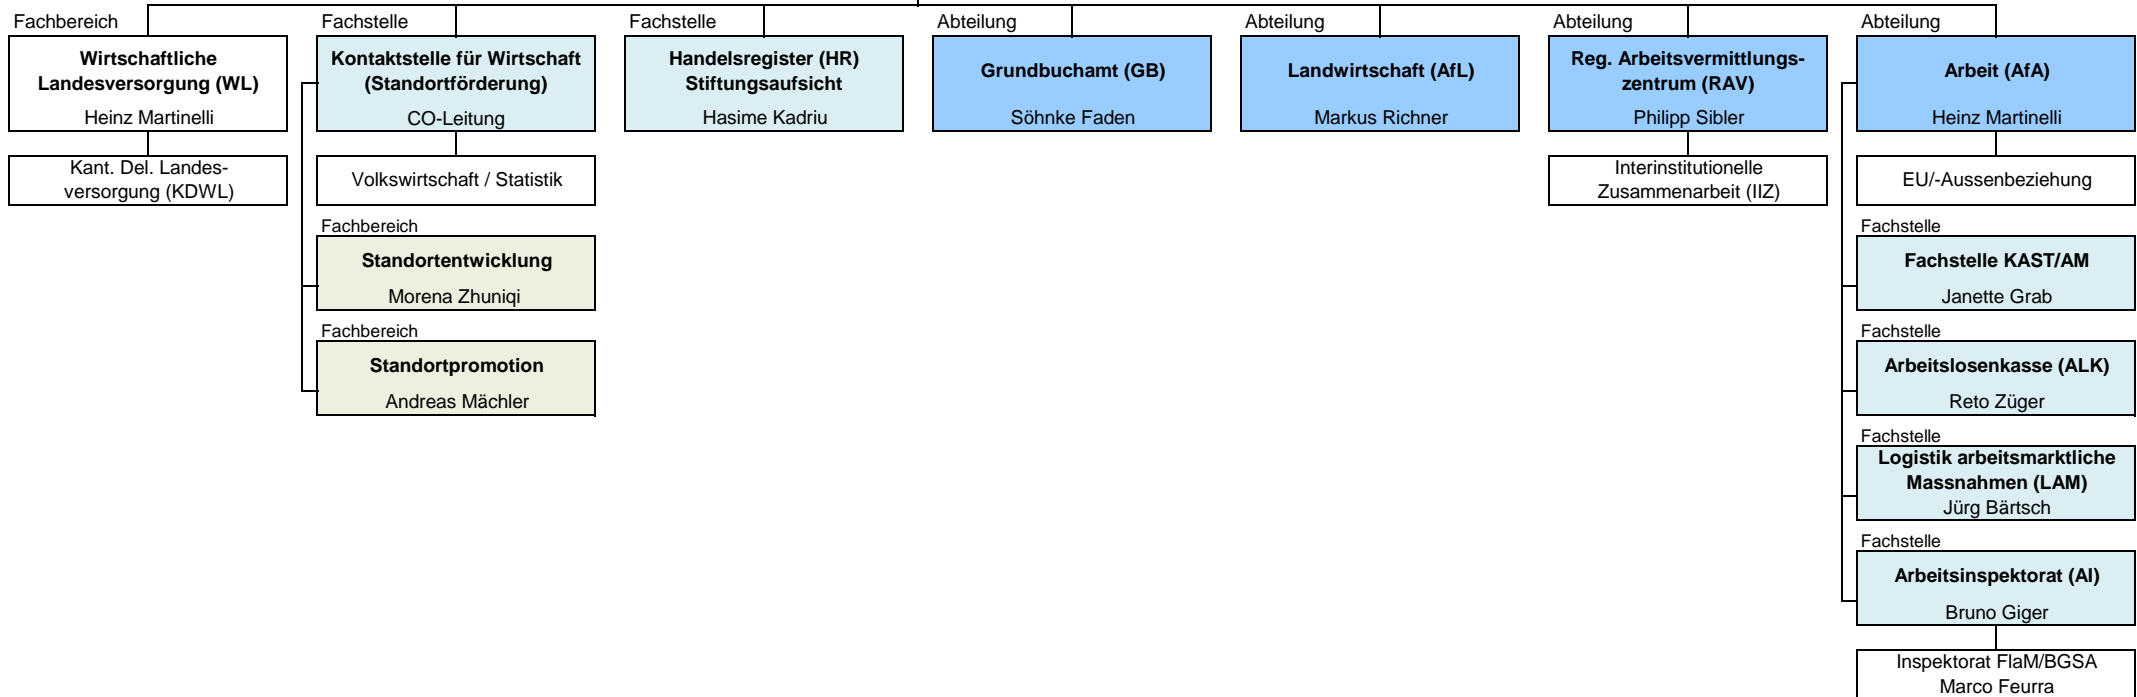 Fachbereich
Wirtschaftliche
Landesversorgung (WL)
Heinz Martinelli
Kant. Del. Landes-
versorgung (KDWL)
Fachstelle
Kontaktstelle für Wirtschaft
(Standortförderung)
CO-Leitung
Volkswirtschaft / Statistik
Fachbereich
Standortentwicklung
Morena Zhuniqi
Fachbereich
Standortpromotion
Andreas Mächler
Fachstelle
Handelsregister (HR)
Stiftungsaufsicht
Hasime Kadriu
Abteilung
Grundbuchamt (GB)
Söhnke Faden
Abteilung
Landwirtschaft (AfL)
Markus Richner
Abteilung
Reg. Arbeitsvermittlungs-
zentrum (RAV)
Philipp Sibler
Interinstitutionelle
Zusammenarbeit (IIZ)
Abteilung
Arbeit (AfA)
Heinz Martinelli
EU/-Aussenbeziehung
Fachstelle
Fachstelle KAST/AM
Janette Grab
Fachstelle
Arbeitslosenkasse (ALK)
Reto Züger
Fachstelle
Logistik arbeitsmarktliche
Massnahmen (LAM)
Jürg Bärtsch
Fachstelle
Arbeitsinspektorat (AI)
Bruno Giger
Inspektorat FlaM/BGSA
Marco Feurra